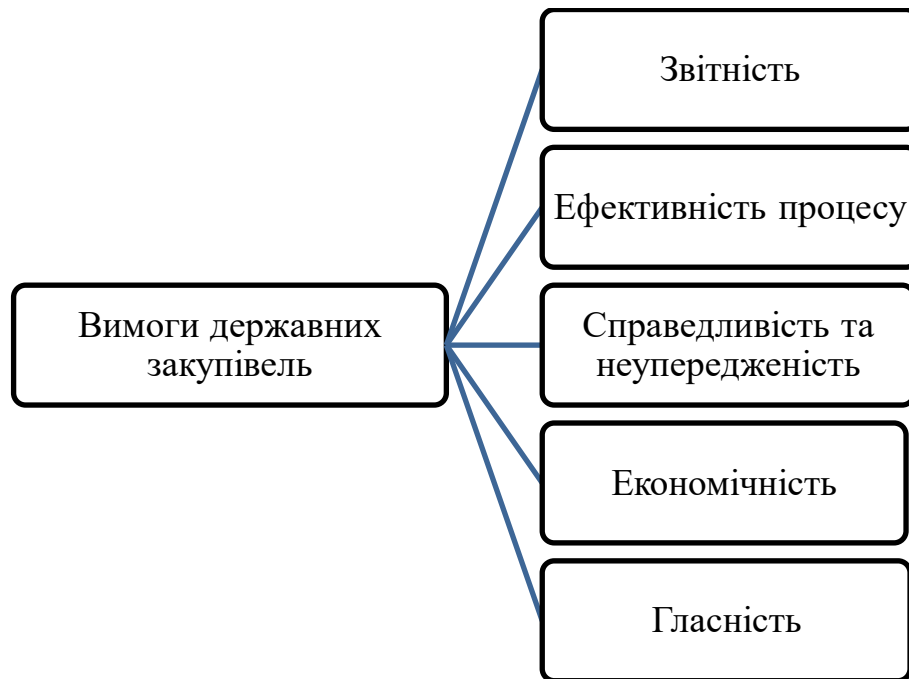 Звітність
Ефективність процесу
Вимоги державних
закупівель
Справедливість та
неупередженість
Економічність
Гласність